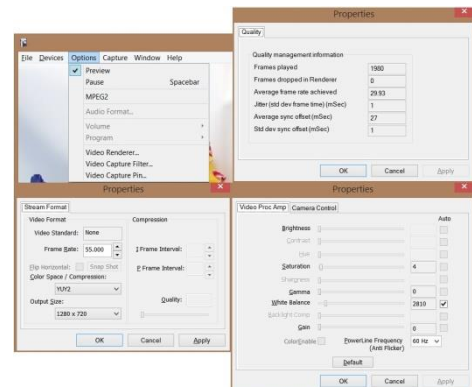 File Devices Options Capture Window Help
Preview
Pause Spacebar
MPEG2
Audio Format...
Volume
Program
Video Renderer...
Video Capture Filter...
Video Capture Pin...
Properties
Quality
Quality management information
Frames played 1980
Frames dropped in Renderer 0
Average frame rate achieved 29.93
Jitter (std dev frame time) (mSec) 1
Average sync offset (mSec) 27
Std dev sync offset (mSec) 1
OK Cancel Apply
Properties
Stream Format
Video Format Compression
Video Standard: None
Frame Rate: 55.000 I Frame Interval:
Flip Horizontal: Snap Shot P Frame Interval:
Color Space / Compression:
YUY2
Output Size: Quality:
1280 x 720
OK Cancel Apply
Properties
Video Proc Amp Camera Control
Auto
Brightness
Contrast
Hue
Saturation 4
Sharpness
Gamma 0
White Balance 2810
Backlight Comp
Gain 0
ColorEnable PowerLine Frequency 60 Hz
(Anti Flicker)
Default
OK Cancel Apply